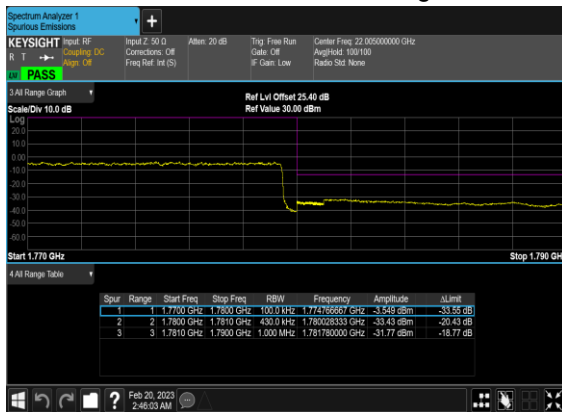 Spectrum Analyzer 1
Spurious Emissions
KEYSIGHT Input: RF Input Z: 50 Ω Atten: 20 dB Trig: Free Run Center Freq: 22.005000000 GHz
R T Coupling: DC Corrections: Off Gate: Off Avg|Hold: 100/100
Align: Off Freq Ref: Int (S) IF Gain: Low Radio Std: None
PASS
3 All Range Graph
Ref Lvl Offset 25.40 dB
Scale/Div 10.0 dB Ref Value 30.00 dBm
Log
20.0
10.0
0.00
-10.0
-20.0
-30.0
-40.0
-50.0
-60.0
Start 1.770 GHz Stop 1.790 GH
4 All Range Table
Spur Range Start Freq Stop Freq RBW Frequency Amplitude ΔLimit
1 1 1.7700 GHz 1.7800 GHz 100.0 kHz 1.774766667 GHz -3.549 dBm -33.55 dB
2 2 1.7800 GHz 1.7810 GHz 430.0 kHz 1.780028333 GHz -33.43 dBm -20.43 dB
3 3 1.7810 GHz 1.7900 GHz 1.000 MHz 1.781780000 GHz -31.77 dBm -18.77 dB
Feb 20, 2023
2:46:03 AM